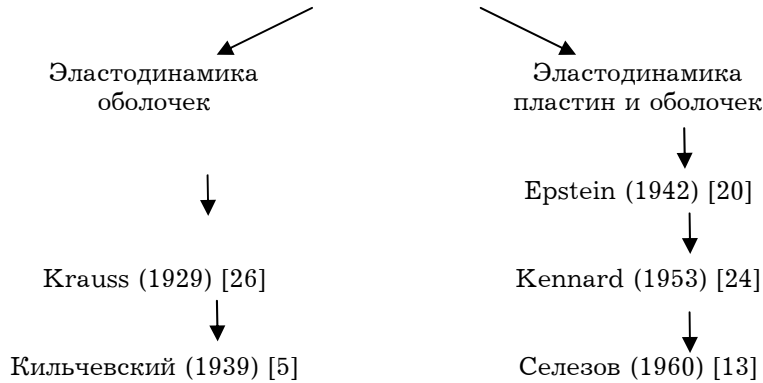 Эластодинамика
оболочек
Krauss (1929) [26]
Кильчевский (1939) [5]
Эластодинамика
пластин и оболочек
Epstein (1942) [20]
Kennard (1953) [24]
Селезов (1960) [13]